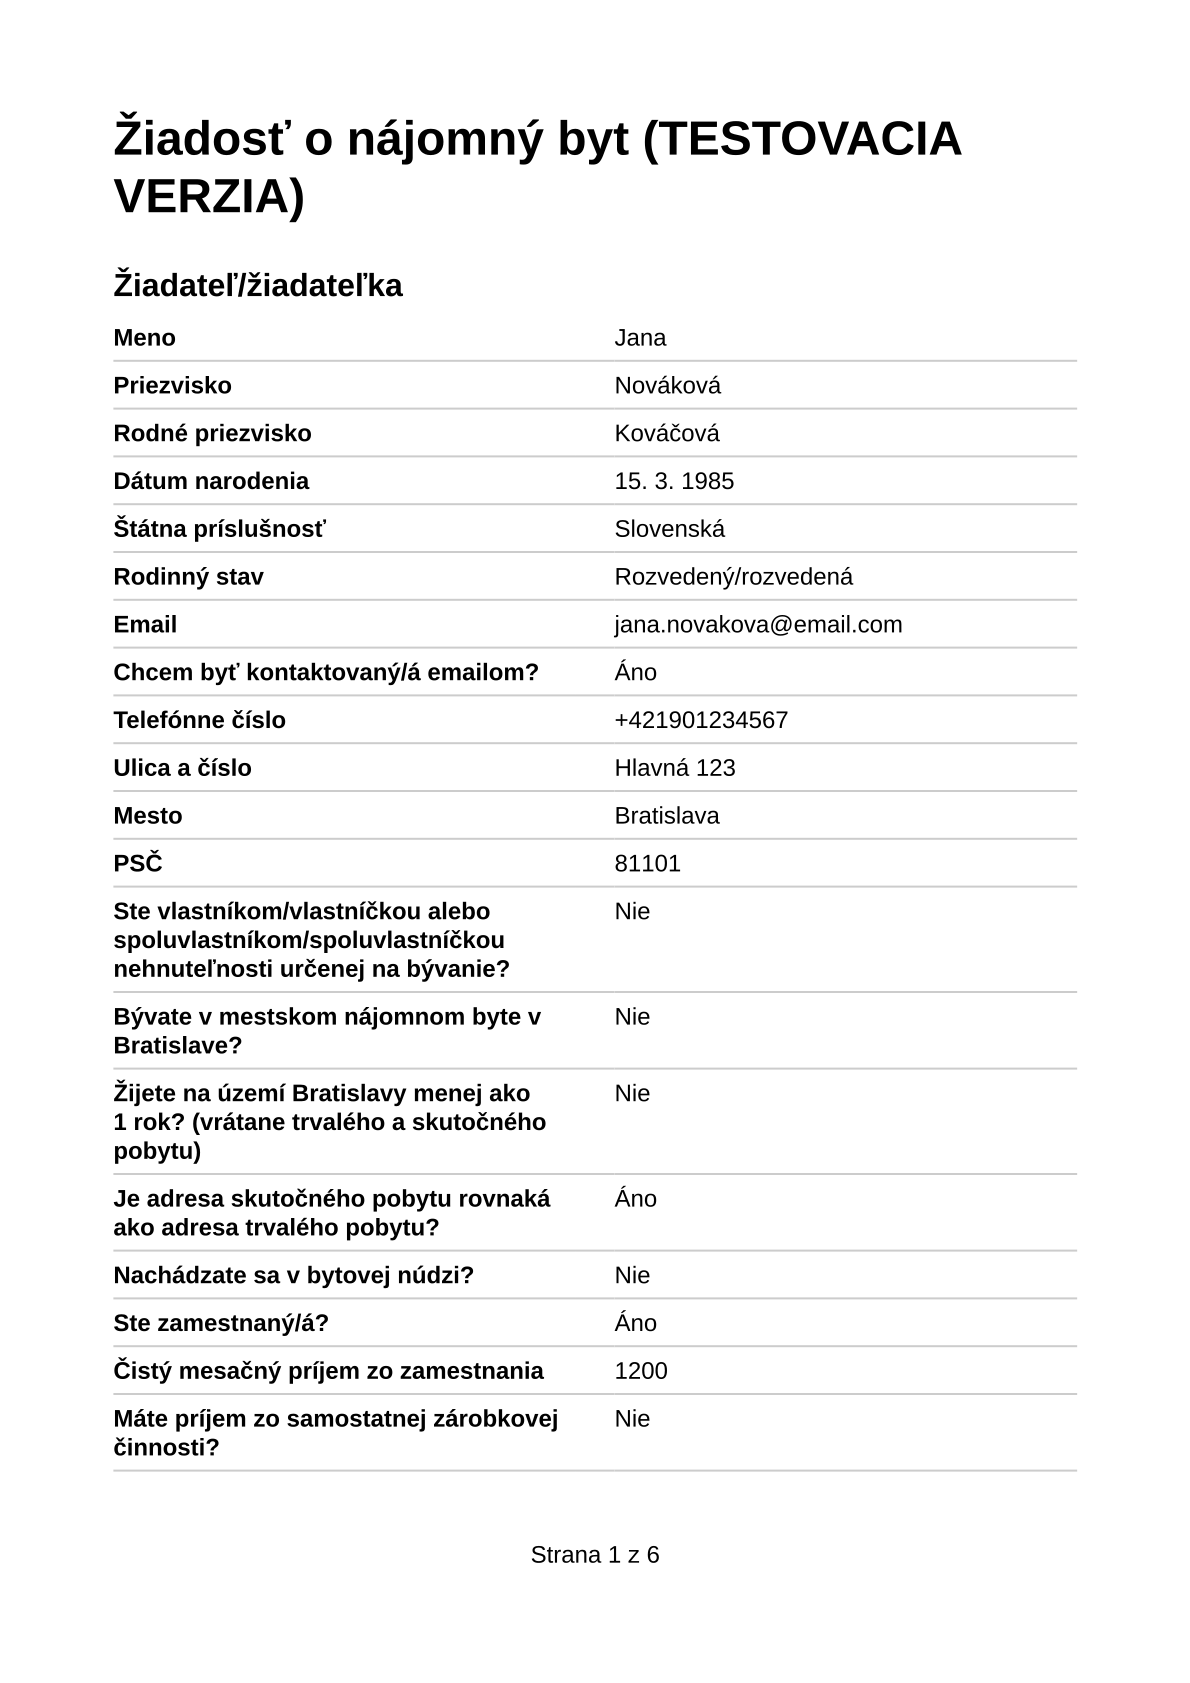 Žiadosť o nájomný byt (TESTOVACIA
VERZIA)
Žiadateľ/žiadateľka
Meno Jana
Priezvisko Nováková
Rodné priezvisko Kováčová
Dátum narodenia 15. 3. 1985
Štátna príslušnosť Slovenská
Rodinný stav Rozvedený/rozvedená
Email jana.novakova@email.com
Chcem byť kontaktovaný/á emailom? Áno
Telefónne číslo +421901234567
Ulica a číslo Hlavná 123
Mesto Bratislava
PSČ 81101
Ste vlastníkom/vlastníčkou alebo Nie
spoluvlastníkom/spoluvlastníčkou
nehnuteľnosti určenej na bývanie?
Bývate v mestskom nájomnom byte v Nie
Bratislave?
Žijete na území Bratislavy menej ako Nie
1 rok? (vrátane trvalého a skutočného
pobytu)
Je adresa skutočného pobytu rovnaká Áno
ako adresa trvalého pobytu?
Nachádzate sa v bytovej núdzi? Nie
Ste zamestnaný/á? Áno
Čistý mesačný príjem zo zamestnania 1200
Máte príjem zo samostatnej zárobkovej Nie
činnosti?
Strana 1 z 6